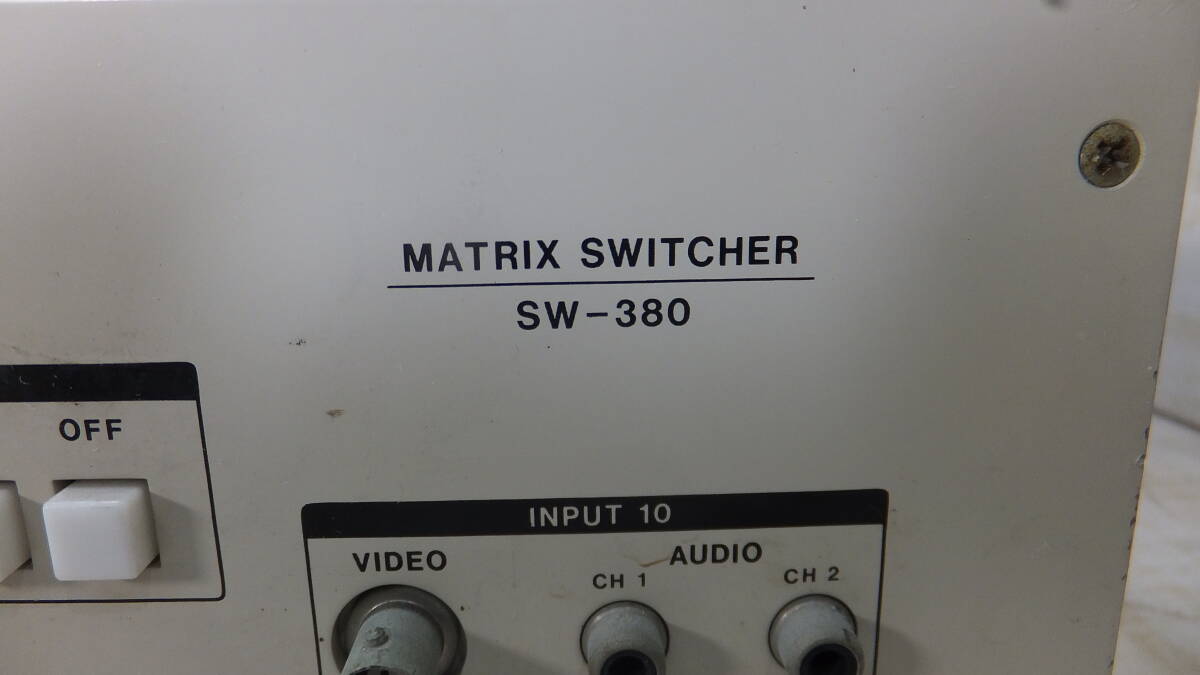 MATRIX SWITCHER
SW-380
OFF
INPUT 10
VIDEO
AUDIO
CH 1
CH 2